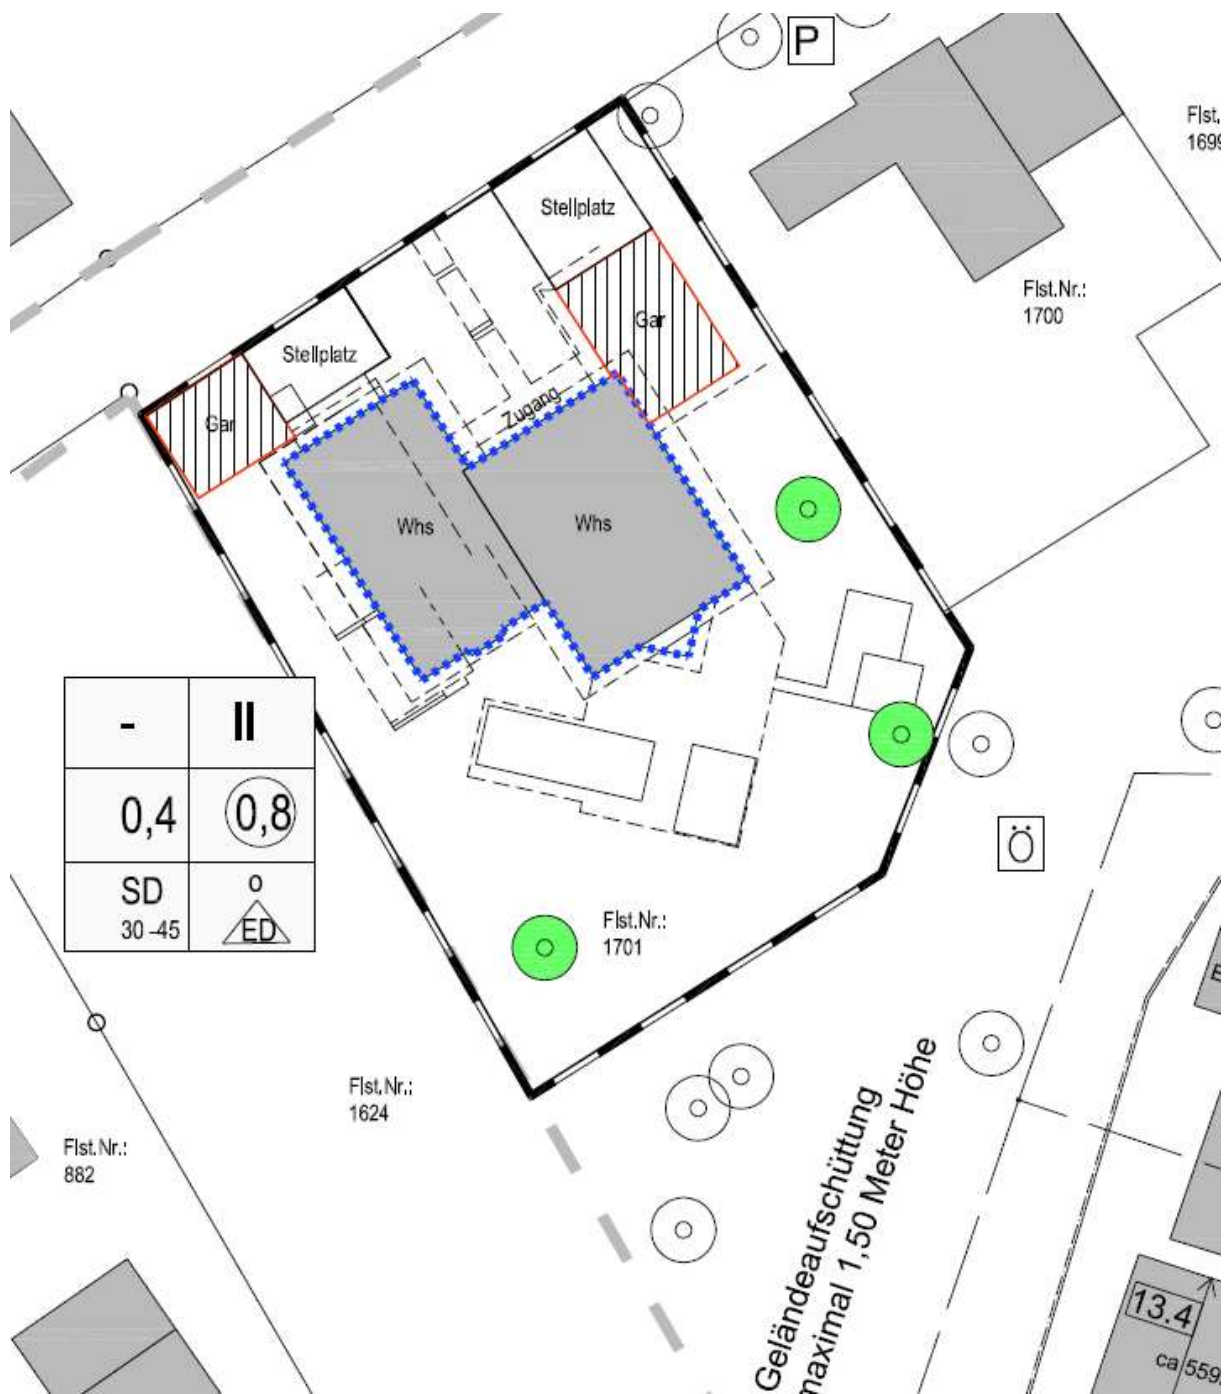 P
Flst.
1699
Stellplatz
Flst.Nr.:
1700
Gar
Stellplatz
Zugang
Gar
Whs
Whs
-
II
0,4
0,8
SD
30 -45
o
ED
Ö
Flst.Nr.:
1701
Flst.Nr.:
1624
Flst.Nr.:
882
Geländeaufschüttung
maximal 1,50 Meter Höhe
13.4
ca 559